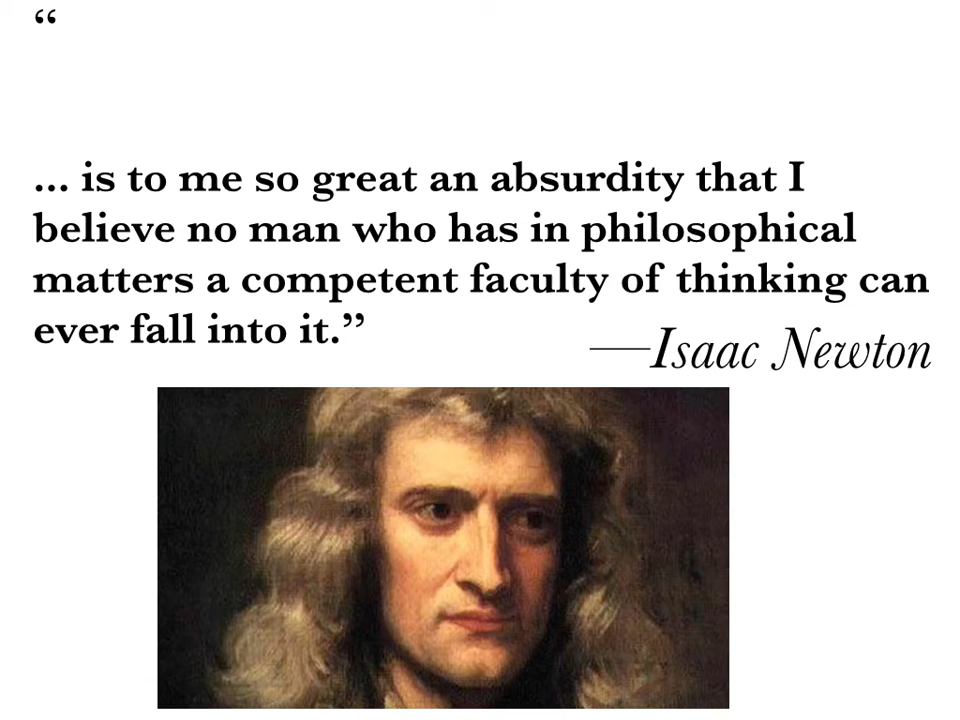 “
... is to me so great an absurdity that I
believe no man who has in philosophical
matters a competent faculty of thinking can
ever fall into it.”
—Isaac Newton